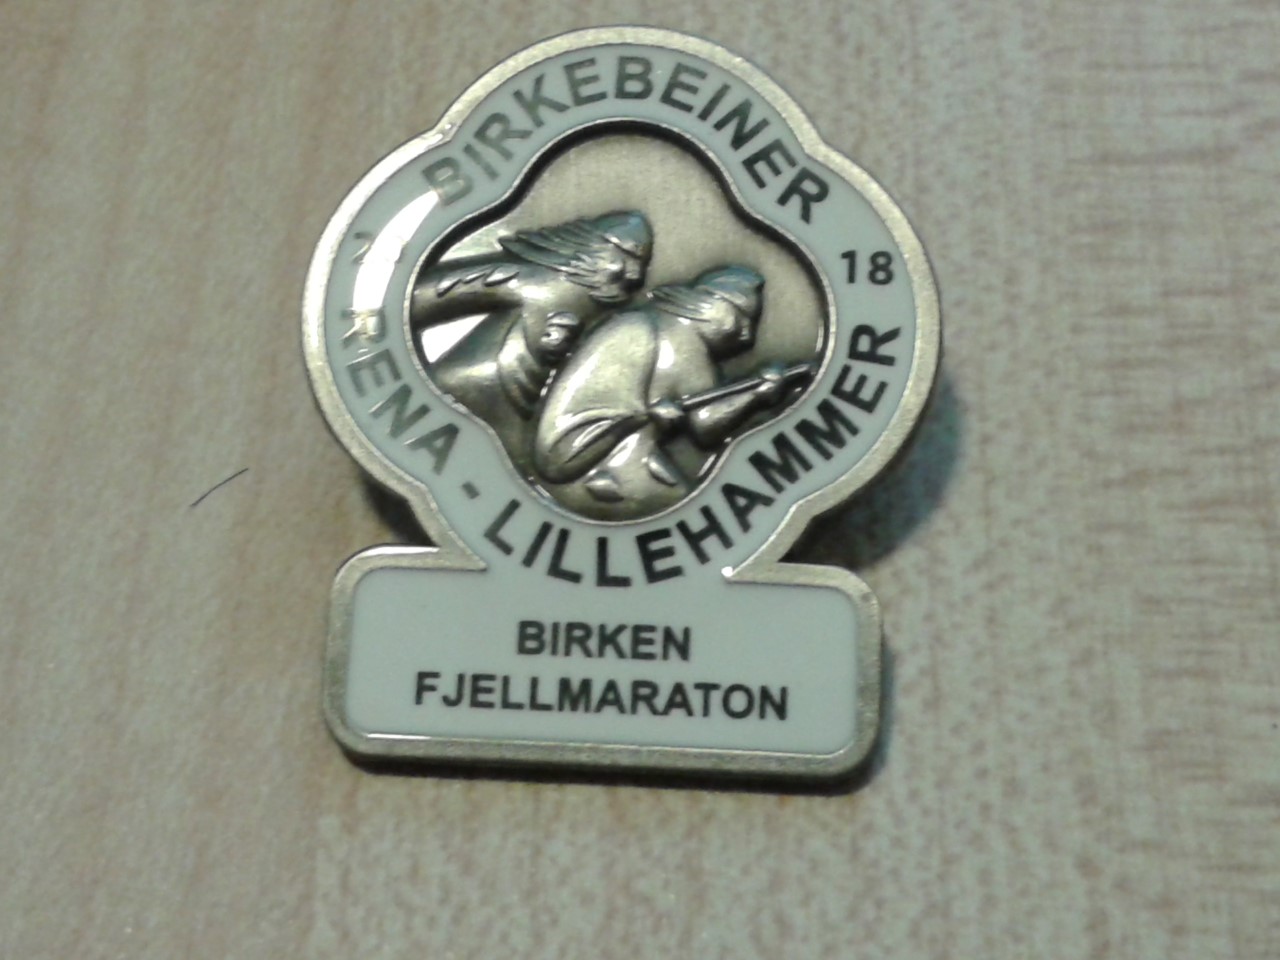 BIRKEBEINER
18
RENA - LILLEHAMMER
BIRKEN
FJELLMARATON